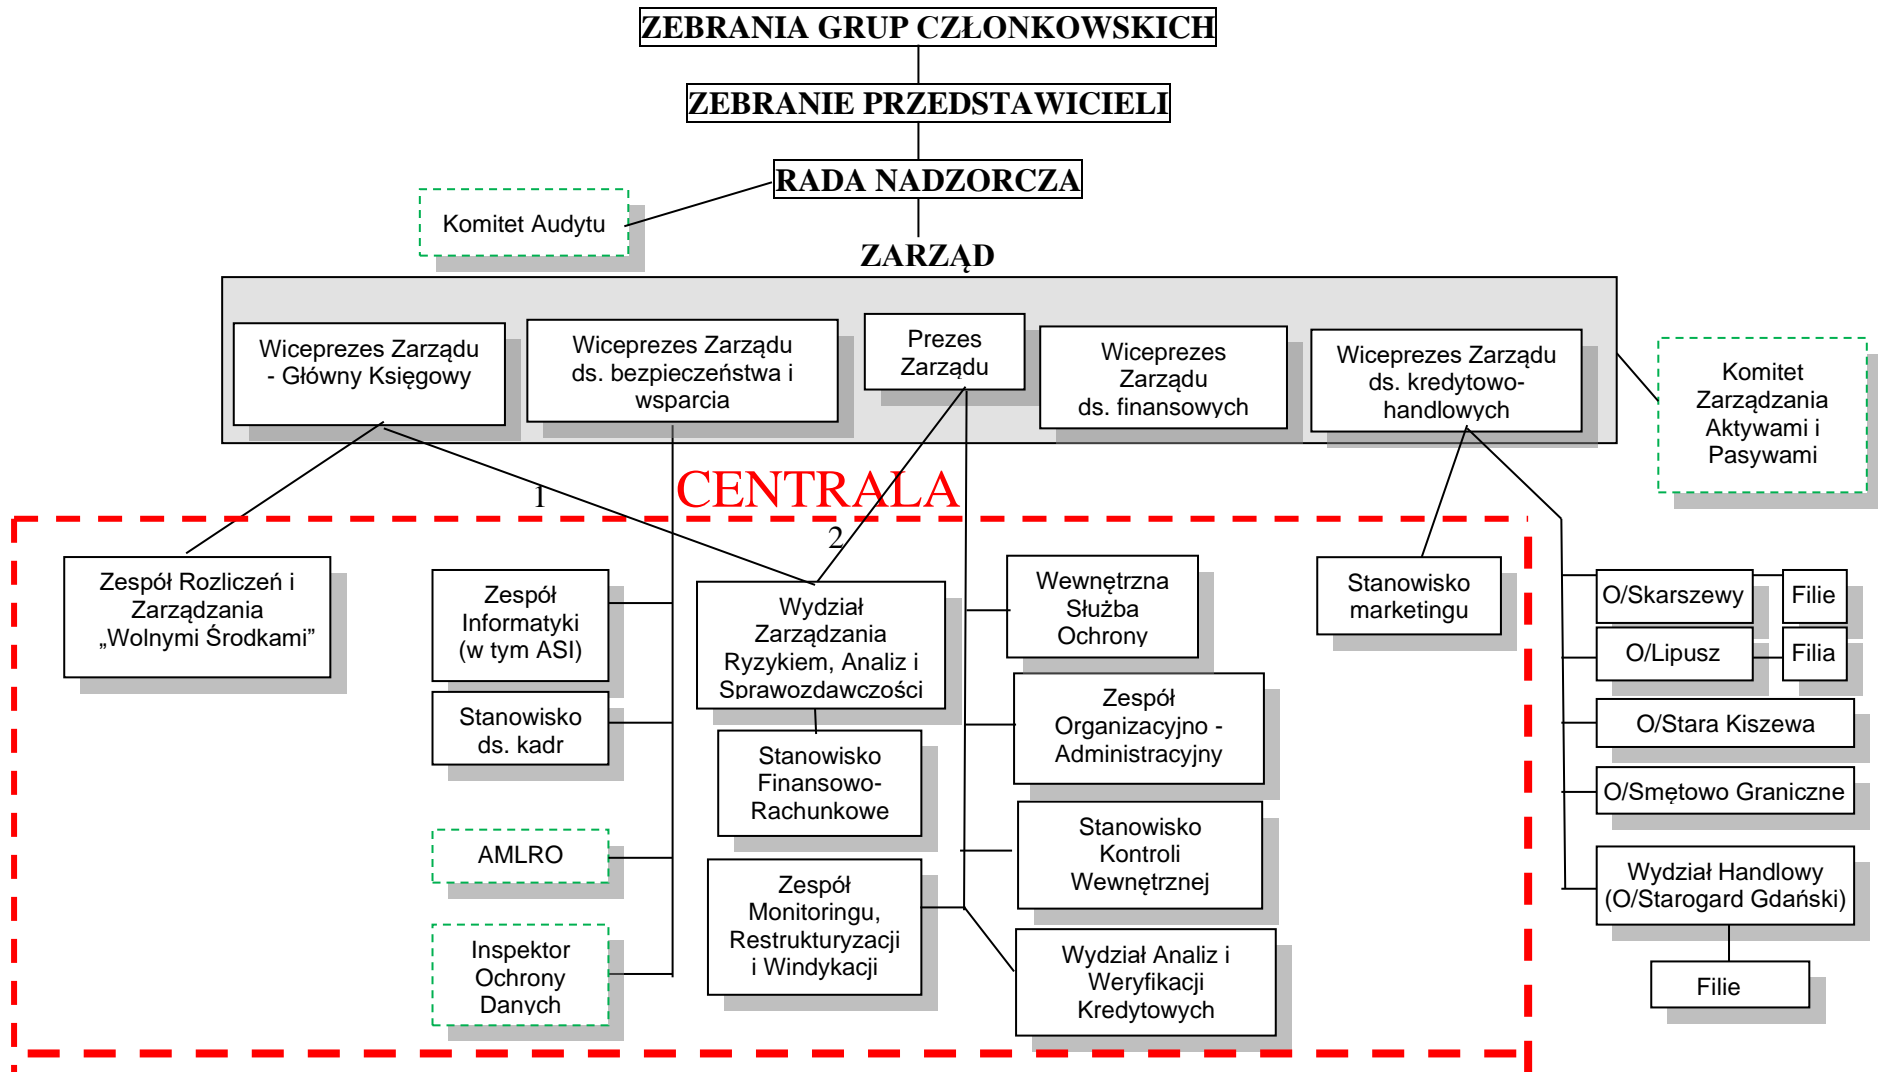 ZEBRANIA GRUP CZŁONKOWSKICH
ZEBRANIE PRZEDSTAWICIELI
RADA NADZORCZA
Komitet Audytu
ZARZĄD
Wiceprezes Zarządu
- Główny Księgowy
Wiceprezes Zarządu
ds. bezpieczeństwa i
wsparcia
Prezes
Zarządu
Wiceprezes
Zarządu
ds. finansowych
Wiceprezes Zarządu
ds. kredytowo-
handlowych
Komitet
Zarządzania
Aktywami i
Pasywami
CENTRALA
1
2
Zespół Rozliczeń i
Zarządzania
„Wolnymi Środkami”
Zespół
Informatyki
(w tym ASI)
Stanowisko
ds. kadr
AMLRO
Inspektor
Ochrony
Danych
Wydział
Zarządzania
Ryzykiem, Analiz i
Sprawozdawczości
Stanowisko
Finansowo-
Rachunkowe
Zespół
Monitoringu,
Restrukturyzacji
i Windykacji
Wewnętrzna
Służba
Ochrony
Zespół
Organizacyjno -
Administracyjny
Stanowisko
Kontroli
Wewnętrznej
Wydział Analiz i
Weryfikacji
Kredytowych
Stanowisko
marketingu
O/Skarszewy
Filie
O/Lipusz
Filia
O/Stara Kiszewa
O/Smętowo Graniczne
Wydział Handlowy
(O/Starogard Gdański)
Filie